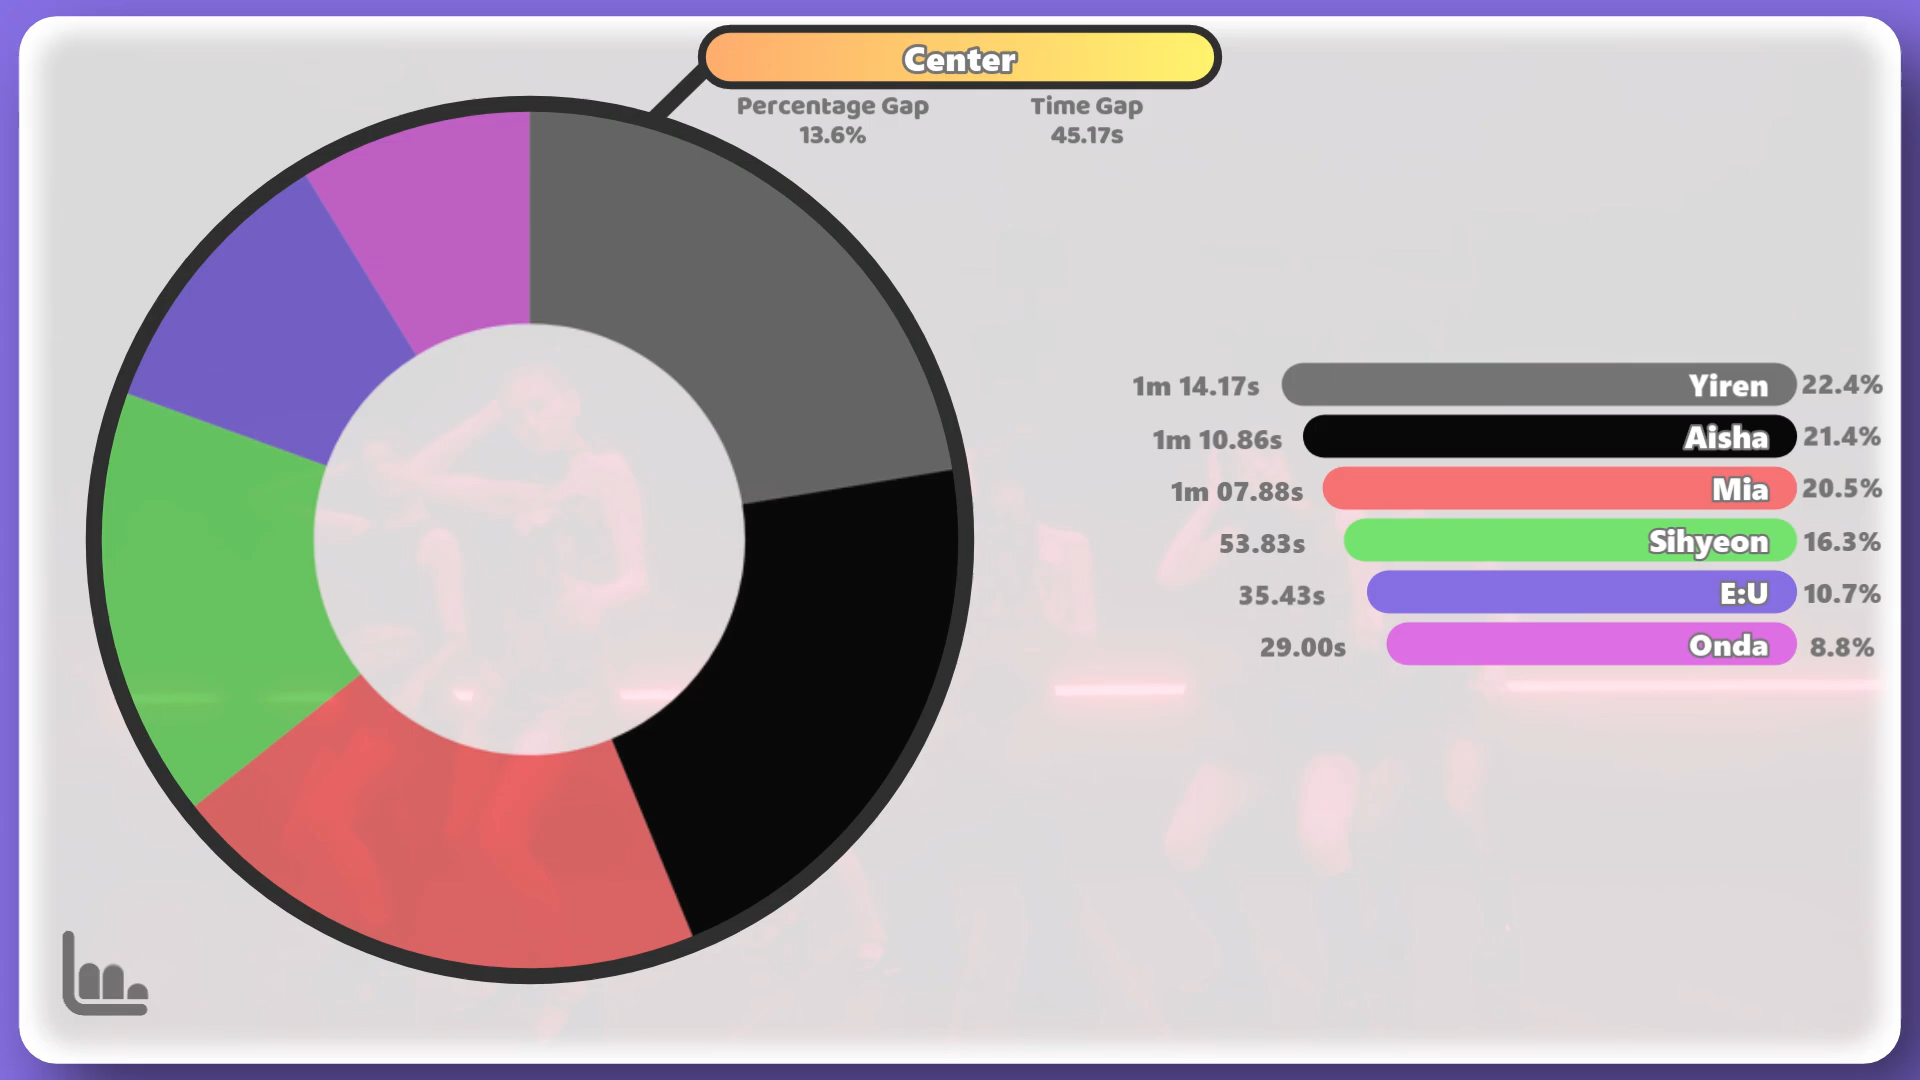 Center
Percentage Gap Time Gap
13.6% 45.17s
1m 14.17s Yiren 22.4%
1m 10.86s Aisha 21.4%
1m 07.88s Mia 20.5%
53.83s Sihyeon 16.3%
35.43s E:U 10.7%
29.00s Onda 8.8%